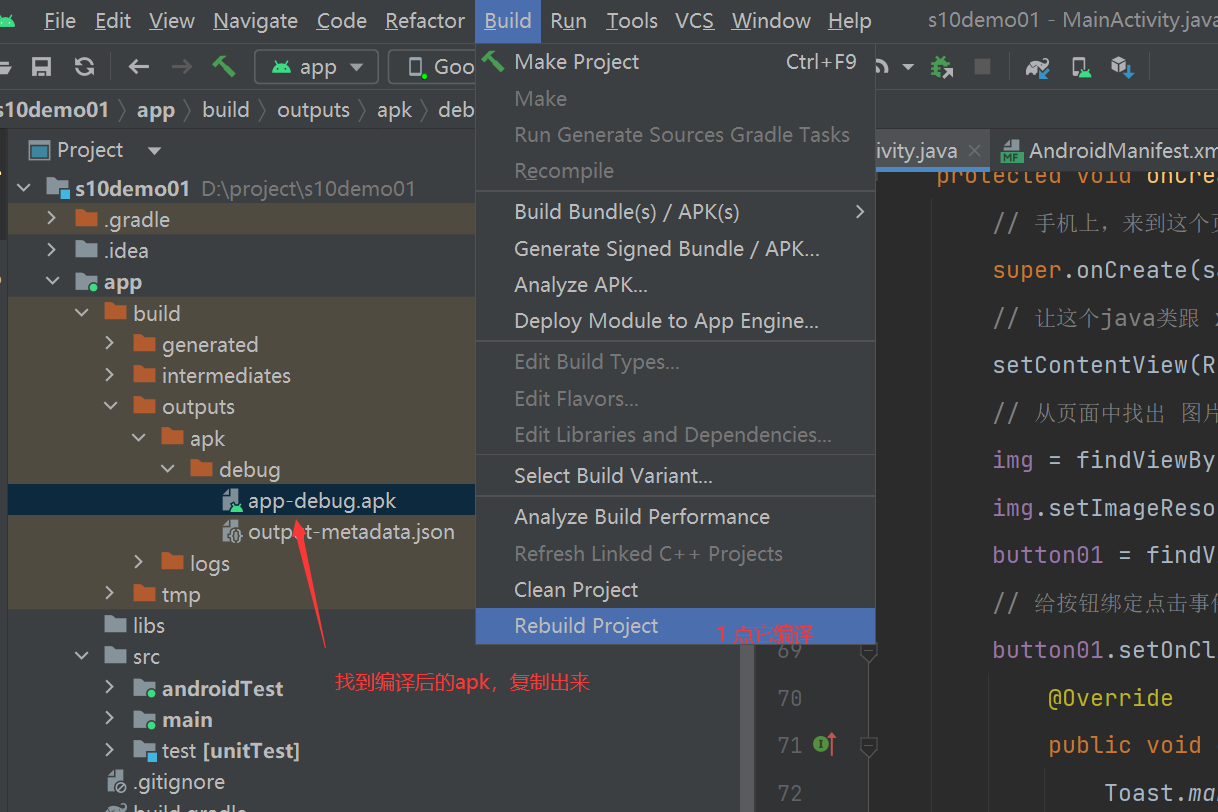 File Edit View Navigate Code Refactor Build Run Tools VCS Window Help s10demo01 - MainActivity.java
app Goo
s10demo01 app build outputs apk deb
Project
s10demo01 D:\project\s10demo01
.gradle
.idea
app
build
generated
intermediates
outputs
apk
debug
app-debug.apk
output-metadata.json
logs
tmp
libs
src
androidTest
main
test [unitTest]
.gitignore
build.gradle
找到编译后的apk，复制出来
Make Project Ctrl+F9
Make
Run Generate Sources Gradle Tasks
Recompile
Build Bundle(s) / APK(s)
Generate Signed Bundle / APK...
Analyze APK...
Deploy Module to App Engine...
Edit Build Types...
Edit Flavors...
Edit Libraries and Dependencies...
Select Build Variant...
Analyze Build Performance
Refresh Linked C++ Projects
Clean Project
Rebuild Project
1 点它编译
ivity.java AndroidManifest.xm
protected void onCrea
// 手机上，来到这个页
super.onCreate(sa
// 让这个java类跟 x
setContentView(R
// 从页面中找出 图片
img = findViewBy
img.setImageReso
button01 = findV
// 给按钮绑定点击事件
69 button01.setOnCl
70 @Override
71 public void
72 Toast.ma